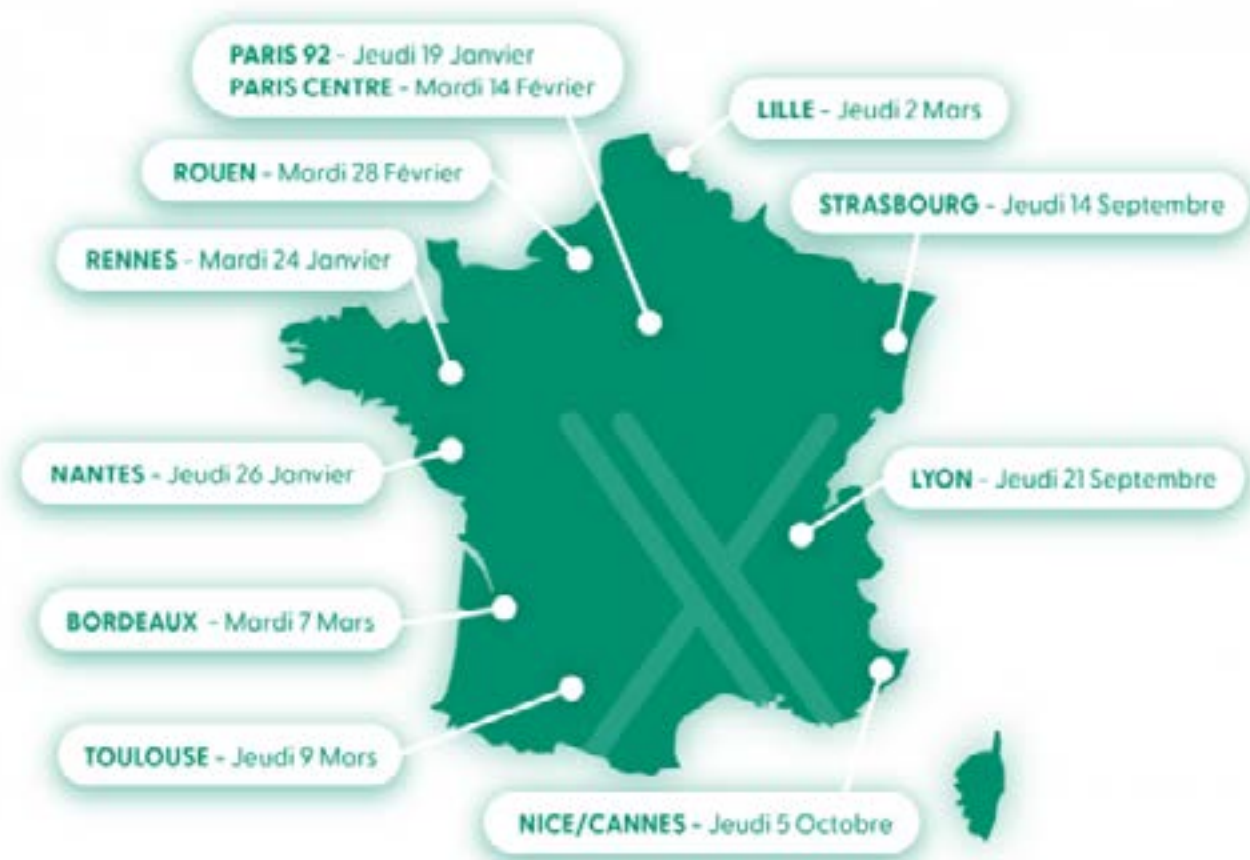 PARIS 92 - Jeudi 19 Janvier
PARIS CENTRE - Mardi 14 Février
LILLE - Jeudi 2 Mars
ROUEN - Mardi 28 Février
STRASBOURG - Jeudi 14 Septembre
RENNES - Mardi 24 Janvier
NANTES - Jeudi 26 Janvier
LYON - Jeudi 21 Septembre
BORDEAUX - Mardi 7 Mars
TOULOUSE - Jeudi 9 Mars
NICE/CANNES - Jeudi 5 Octobre